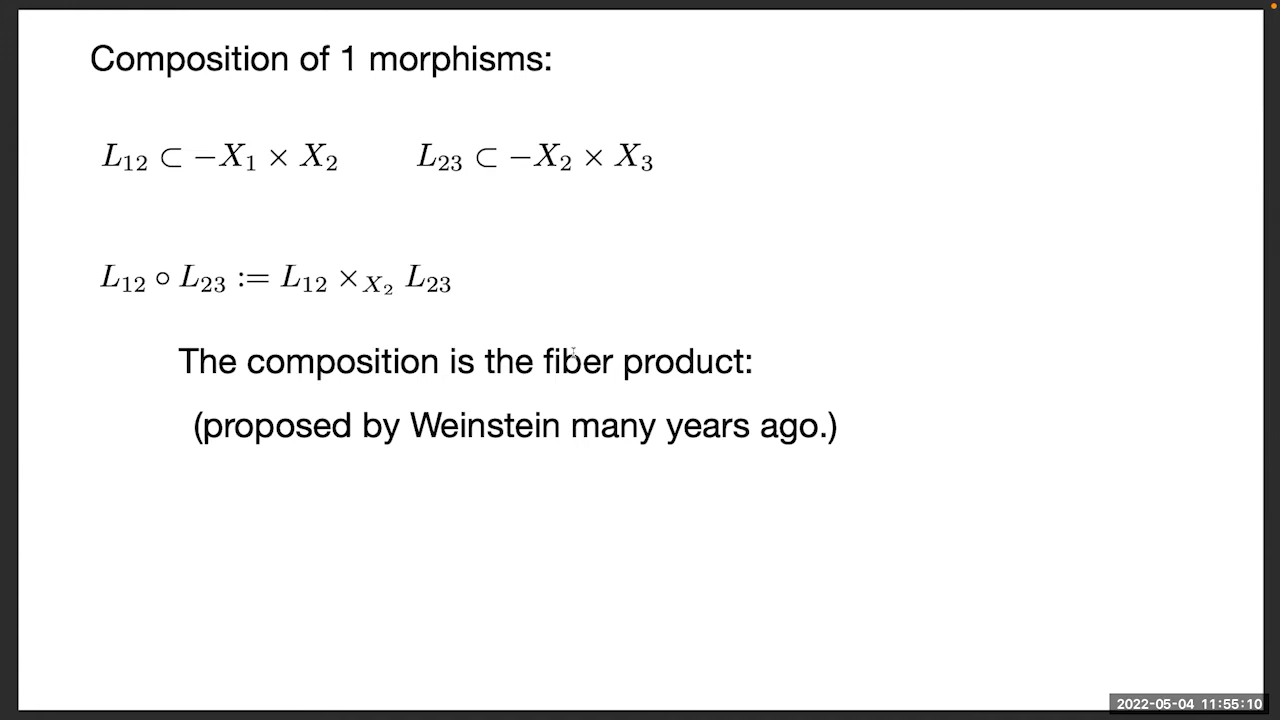 Composition of 1 morphisms:
L₁₂ ⊂ −X₁ × X₂ L₂₃ ⊂ −X₂ × X₃
L₁₂ ∘ L₂₃ := L₁₂ ×_{X₂} L₂₃
The composition is the fiber product:
(proposed by Weinstein many years ago.)
2022-05-04 11:55:10